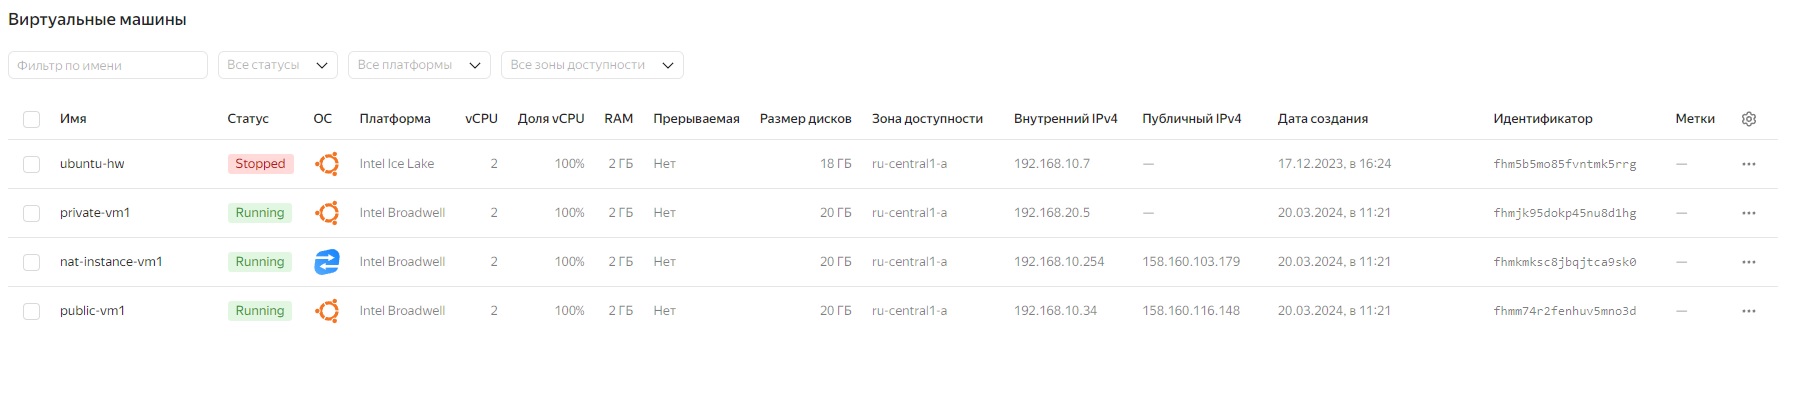 Виртуальные машины
Фильтр по имени Все статусы Все платформы Все зоны доступности
Имя Статус ОС Платформа vCPU Доля vCPU RAM Прерываемая Размер дисков Зона доступности Внутренний IPv4 Публичный IPv4 Дата создания Идентификатор Метки
ubuntu-hw Stopped Intel Ice Lake 2 100% 2 ГБ Нет 18 ГБ ru-central1-a 192.168.10.7 — 17.12.2023, в 16:24 fhm5b5mo85fvntmk5rrg — ···
private-vm1 Running Intel Broadwell 2 100% 2 ГБ Нет 20 ГБ ru-central1-a 192.168.20.5 — 20.03.2024, в 11:21 fhmjk95dokp45nu8d1hg — ···
nat-instance-vm1 Running Intel Broadwell 2 100% 2 ГБ Нет 20 ГБ ru-central1-a 192.168.10.254 158.160.103.179 20.03.2024, в 11:21 fhmkmksc8jbqjtca9sk0 — ···
public-vm1 Running Intel Broadwell 2 100% 2 ГБ Нет 20 ГБ ru-central1-a 192.168.10.34 158.160.116.148 20.03.2024, в 11:21 fhmm74r2fenhuv5mno3d — ···